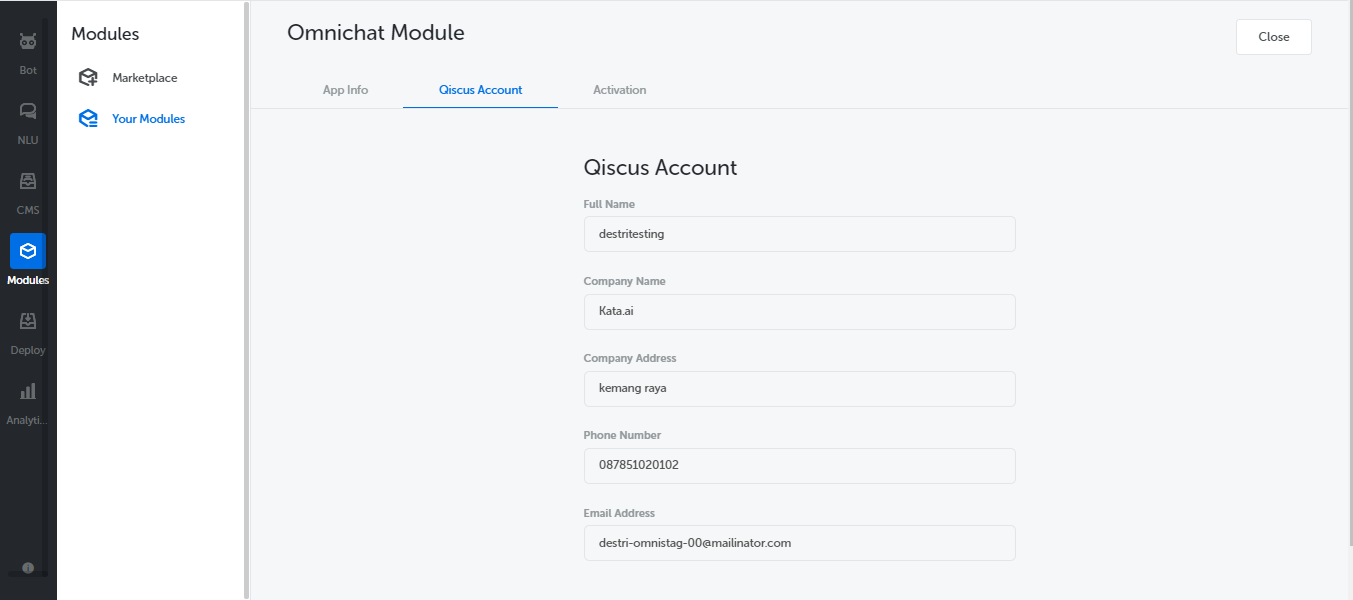 Bot
NLU
CMS
Modules
Deploy
Analyti...
Modules
Marketplace
Your Modules
Omnichat Module
Close
App Info
Qiscus Account
Activation
Qiscus Account
Full Name
destritesting
Company Name
Kata.ai
Company Address
kemang raya
Phone Number
087851020102
Email Address
destri-omnistag-00@mailinator.com